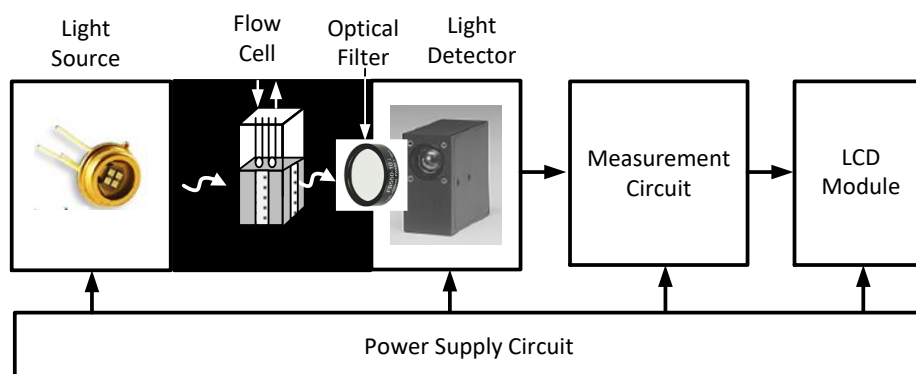 Light
Source
Flow
Cell
Optical
Filter
Light
Detector
Measurement
Circuit
LCD
Module
Power Supply Circuit